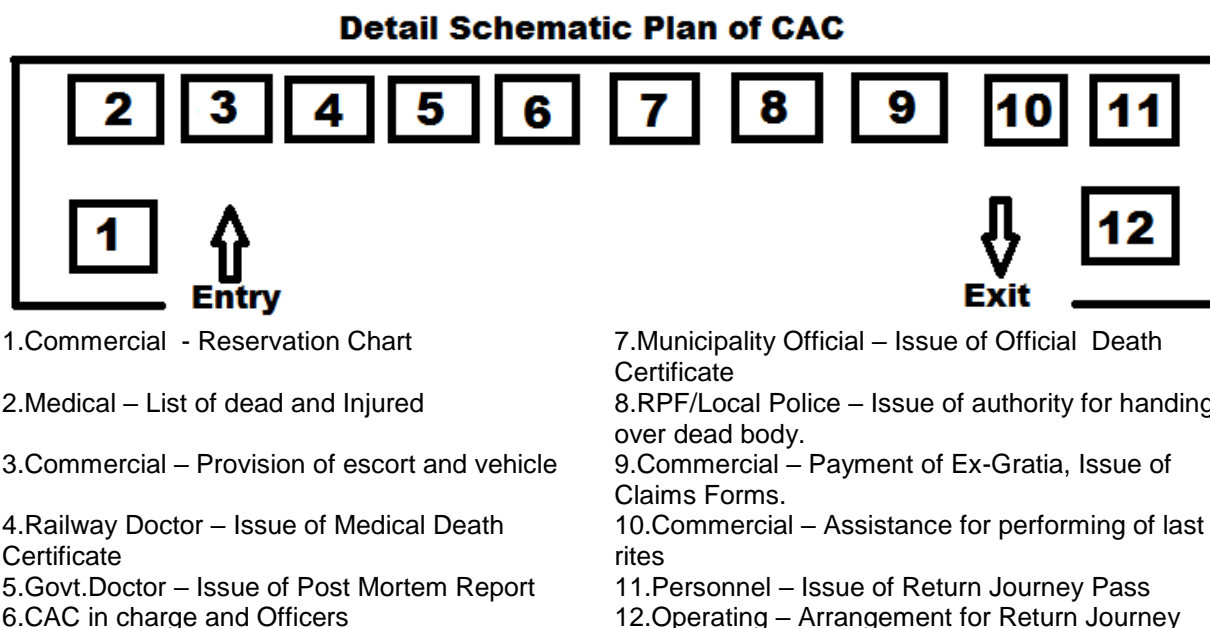 Detail Schematic Plan of CAC
2 3 4 5 6 7 8 9 10 11
1 12
Entry Exit
1.Commercial - Reservation Chart
2.Medical – List of dead and Injured
3.Commercial – Provision of escort and vehicle
4.Railway Doctor – Issue of Medical Death
Certificate
5.Govt.Doctor – Issue of Post Mortem Report
6.CAC in charge and Officers
7.Municipality Official – Issue of Official Death
Certificate
8.RPF/Local Police – Issue of authority for handing
over dead body.
9.Commercial – Payment of Ex-Gratia, Issue of
Claims Forms.
10.Commercial – Assistance for performing of last
rites
11.Personnel – Issue of Return Journey Pass
12.Operating – Arrangement for Return Journey